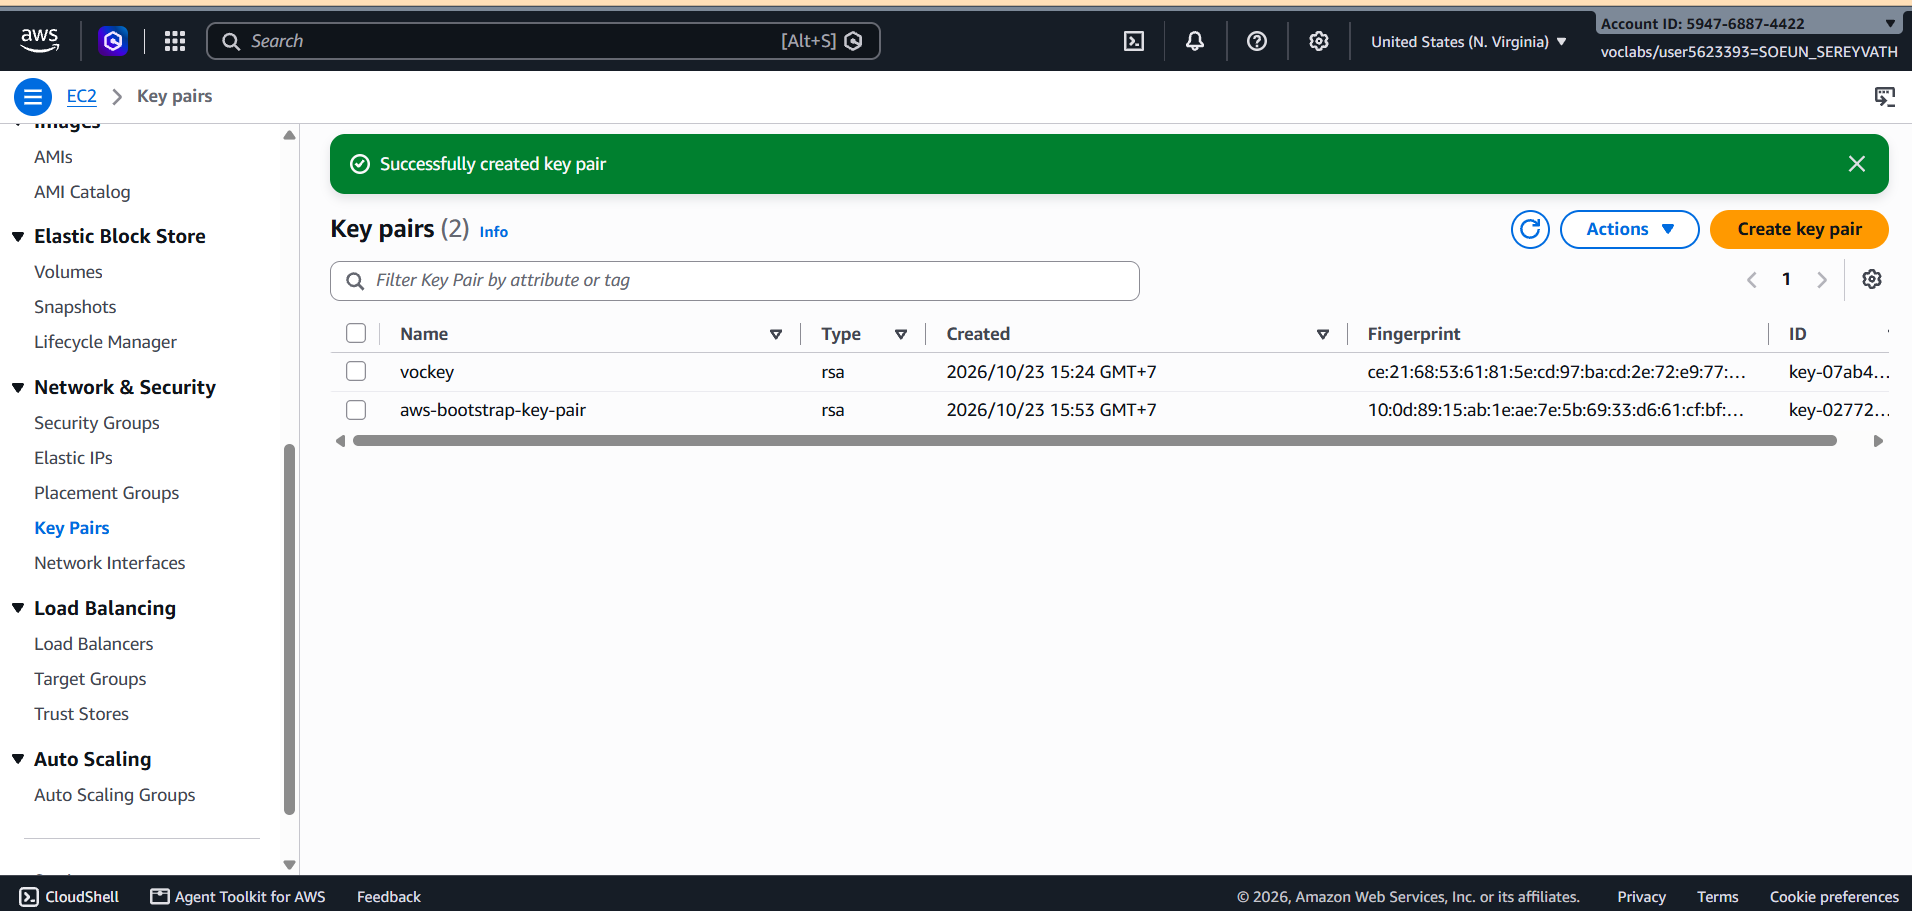 aws
Search
[Alt+S]
United States (N. Virginia)
Account ID: 5947-6887-4422
voclabs/user5623393=SOEUN_SEREYVATH
EC2
Key pairs
Images
AMIs
AMI Catalog
Elastic Block Store
Volumes
Snapshots
Lifecycle Manager
Network & Security
Security Groups
Elastic IPs
Placement Groups
Key Pairs
Network Interfaces
Load Balancing
Load Balancers
Target Groups
Trust Stores
Auto Scaling
Auto Scaling Groups
Successfully created key pair
Key pairs (2) Info
Actions
Create key pair
Filter Key Pair by attribute or tag
1
Name Type Created Fingerprint ID
vockey rsa 2026/10/23 15:24 GMT+7 ce:21:68:53:61:81:5e:cd:97:ba:cd:2e:72:e9:77:... key-07ab4...
aws-bootstrap-key-pair rsa 2026/10/23 15:53 GMT+7 10:0d:89:15:ab:1e:ae:7e:5b:69:33:d6:61:cf:bf:... key-02772...
CloudShell
Agent Toolkit for AWS
Feedback
© 2026, Amazon Web Services, Inc. or its affiliates.
Privacy
Terms
Cookie preferences